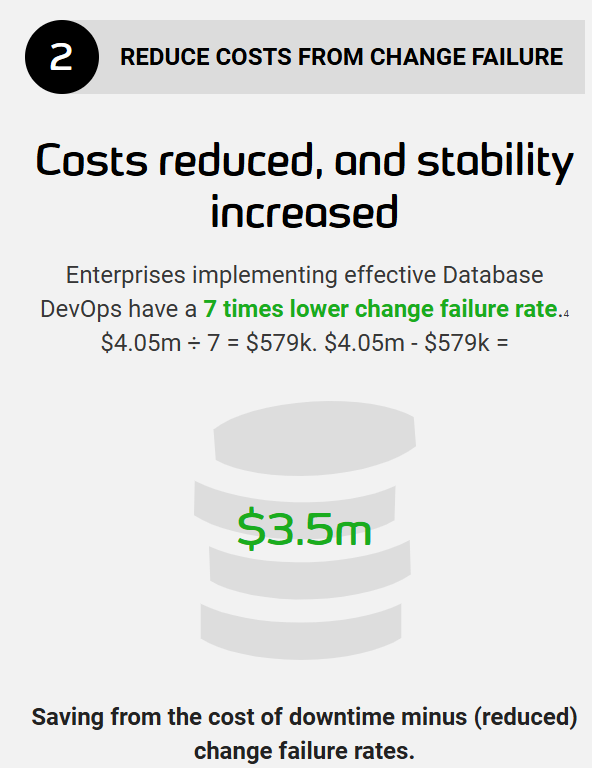 2
REDUCE COSTS FROM CHANGE FAILURE
Costs reduced, and stability
increased
Enterprises implementing effective Database
DevOps have a 7 times lower change failure rate.4
$4.05m ÷ 7 = $579k. $4.05m - $579k =
$3.5m
Saving from the cost of downtime minus (reduced)
change failure rates.